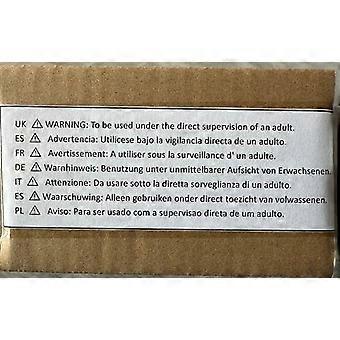 UK ⚠ WARNING: To be used under the direct supervision of an adult.
ES ⚠ Advertencia: Utilícese bajo la vigilancia directa de un adulto.
FR ⚠ Avertissement: A utiliser sous la surveillance d' un adulte.
DE ⚠ Warnhinweis: Benutzung unter unmittelbarer Aufsicht von Erwachsenen.
IT ⚠ Attenzione: Da usare sotto la diretta sorveglianza di un adulto.
ES ⚠ Waarschuwing: Alleen gebruiken onder direct toezicht van volwassenen.
PL ⚠ Aviso: Para ser usado com a supervisao direta de um adulto.